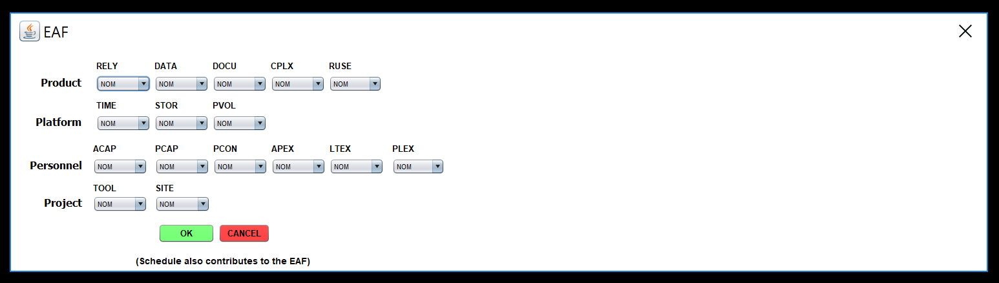 EAF
RELY DATA DOCU CPLX RUSE
Product NOM NOM NOM NOM NOM
TIME STOR PVOL
Platform NOM NOM NOM
ACAP PCAP PCON APEX LTEX PLEX
Personnel NOM NOM NOM NOM NOM NOM
TOOL SITE
Project NOM NOM
OK CANCEL
(Schedule also contributes to the EAF)